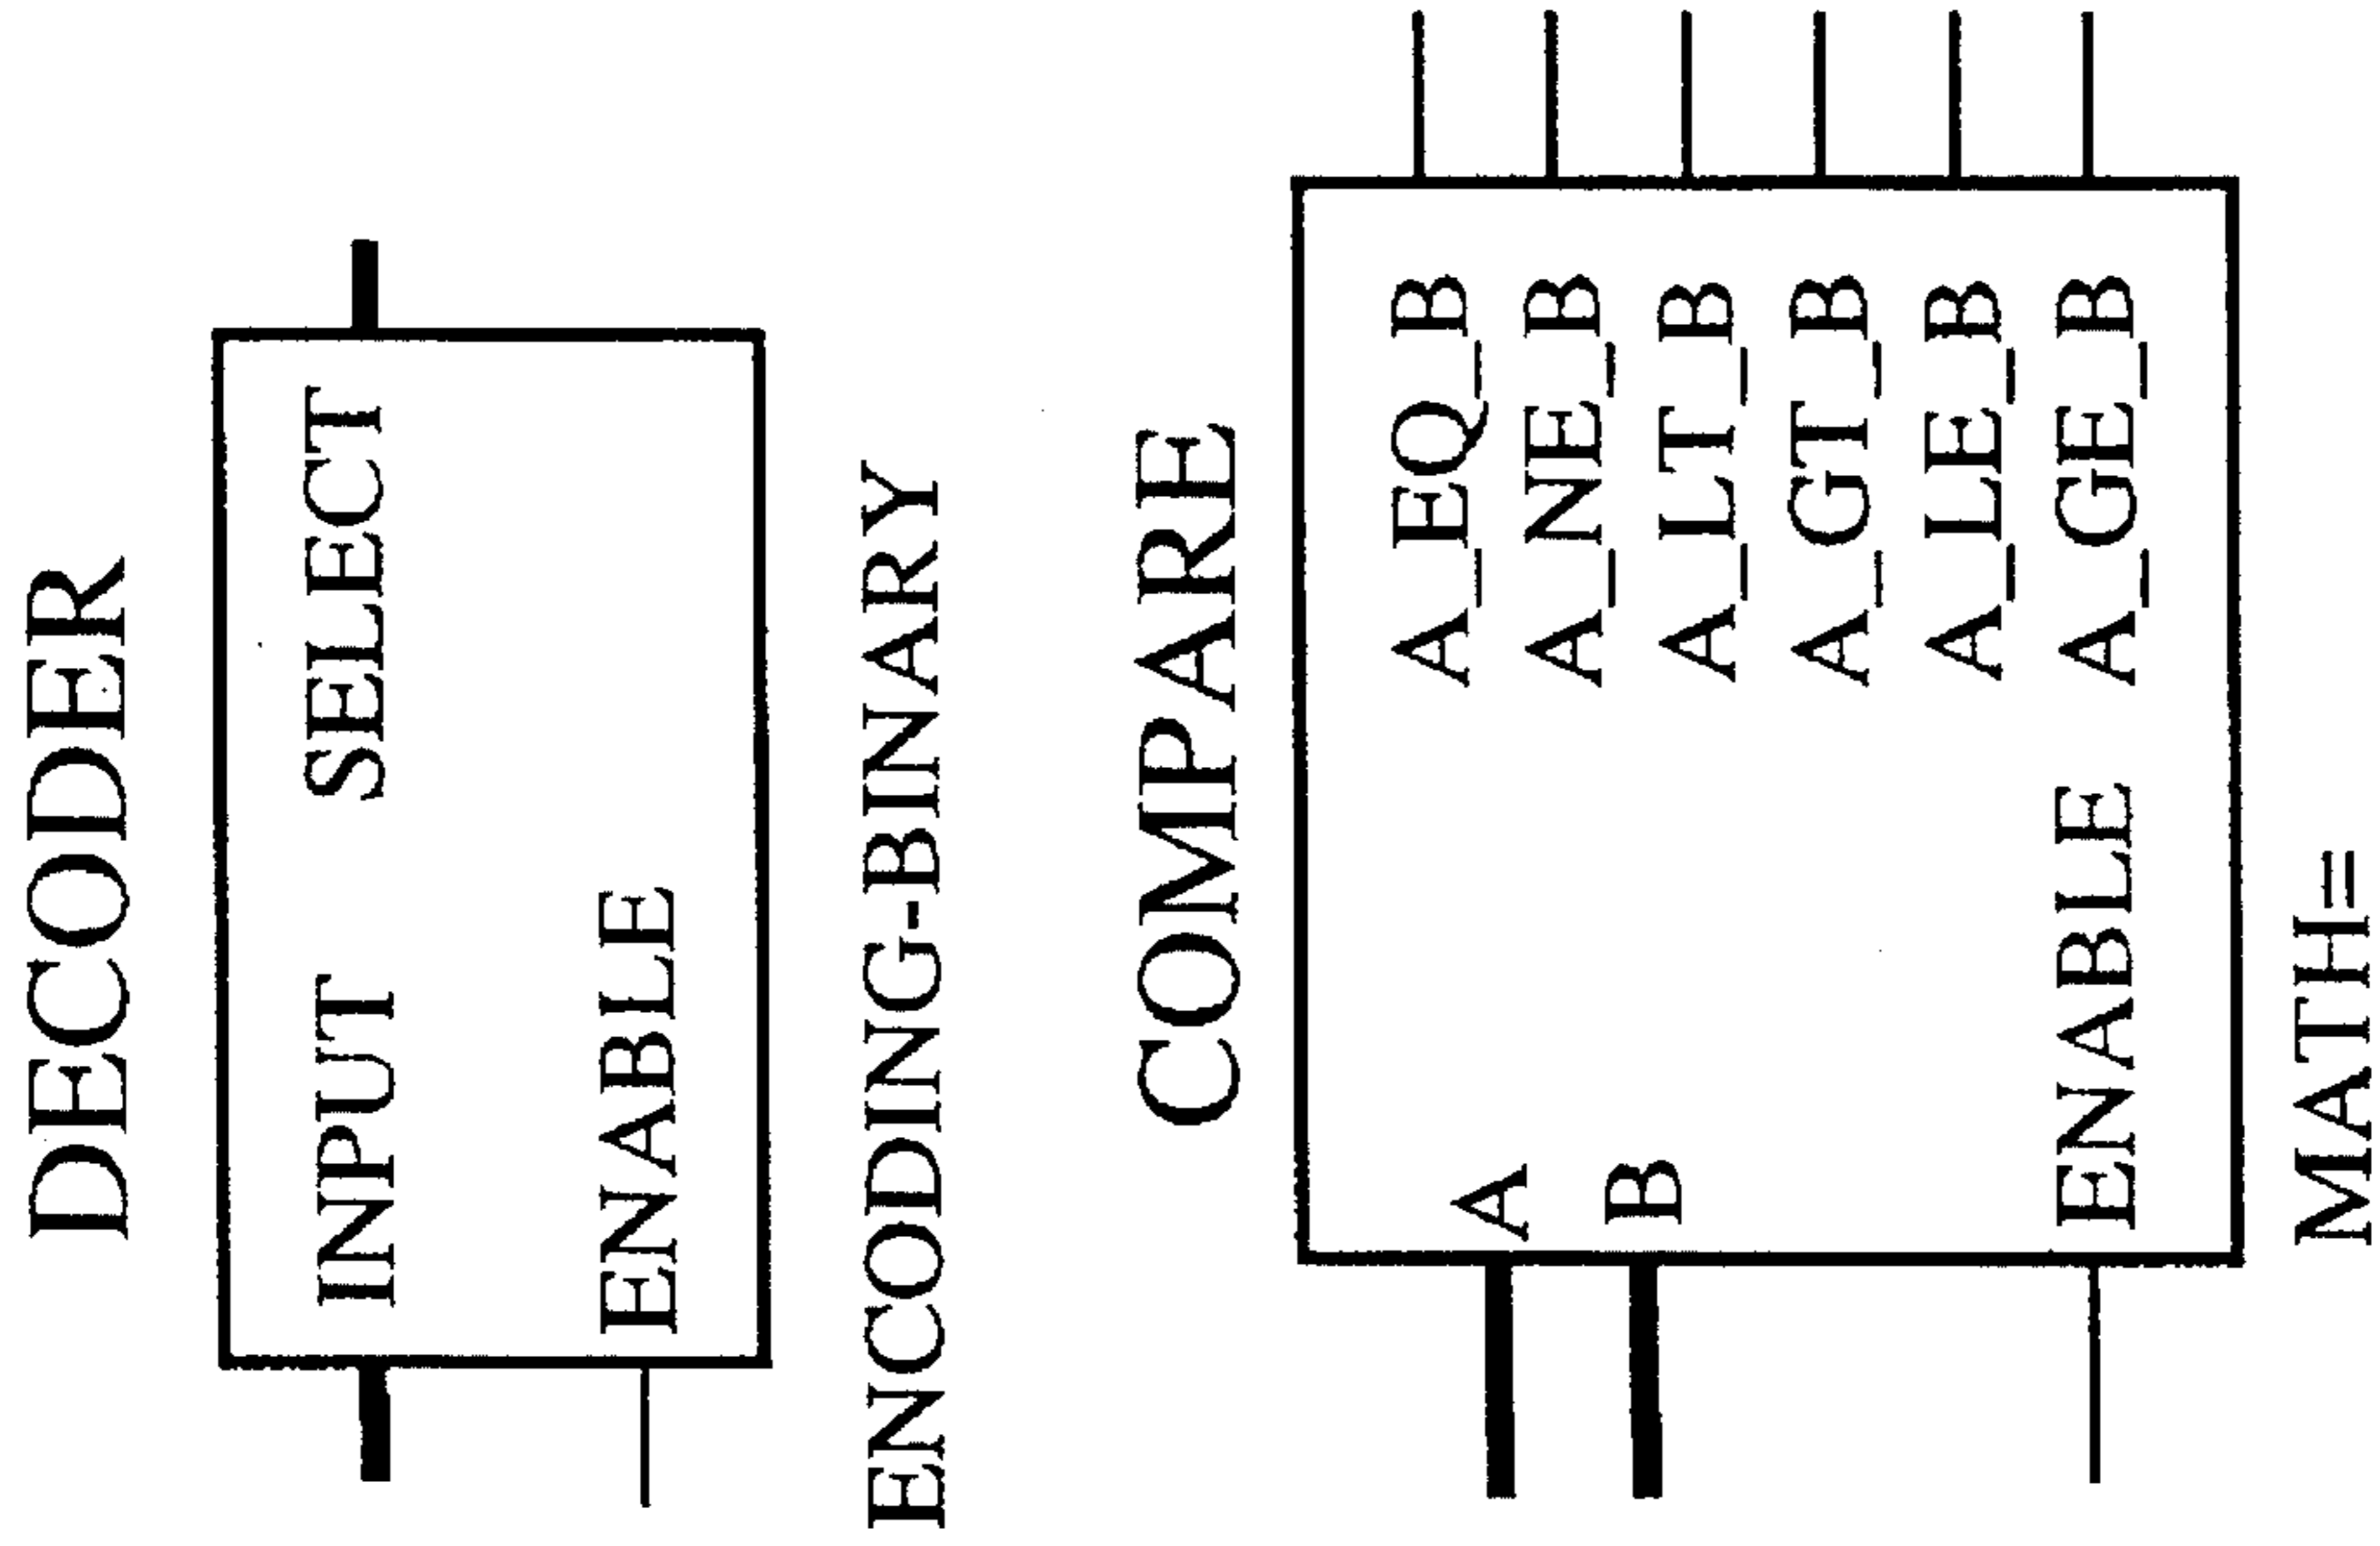 DECODER
INPUT SELECT
ENABLE
ENCODING-BINARY
COMPARE
A_EQ_B
A
A_NE_B
B
A_LT_B
A_GT_B
A_LE_B
ENABLE A_GE_B
MATH=